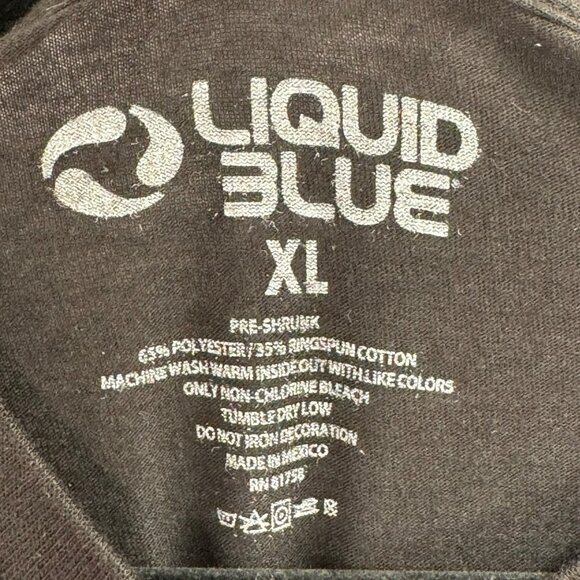 LIQUID
BLUE®
XL
PRE-SHRUNK
65% POLYESTER/35% RINGSPUN COTTON
MACHINE WASH WARM INSIDE OUT WITH LIKE COLORS
ONLY NON-CHLORINE BLEACH
TUMBLE DRY LOW
DO NOT IRON DECORATION
MADE IN MEXICO
RN 81758